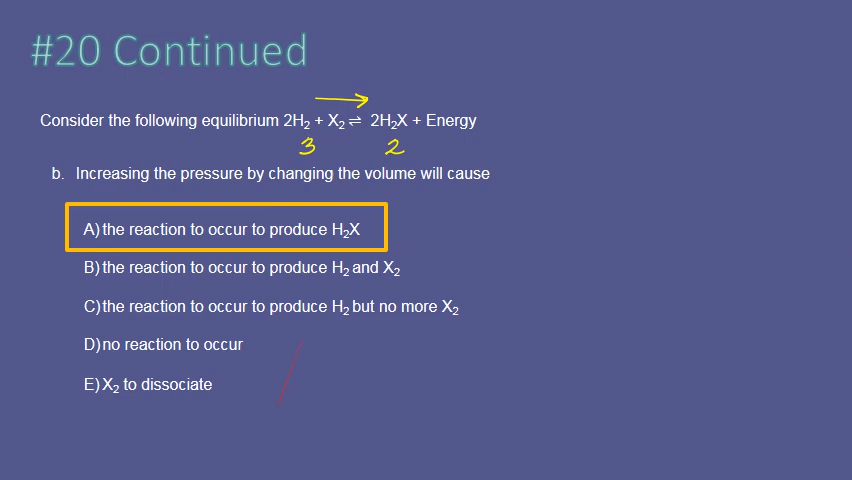 #20 Continued
Consider the following equilibrium 2H₂ + X₂ ⇌ 2H₂X + Energy
3 2
b. Increasing the pressure by changing the volume will cause
A) the reaction to occur to produce H₂X
B) the reaction to occur to produce H₂ and X₂
C) the reaction to occur to produce H₂ but no more X₂
D) no reaction to occur
E) X₂ to dissociate